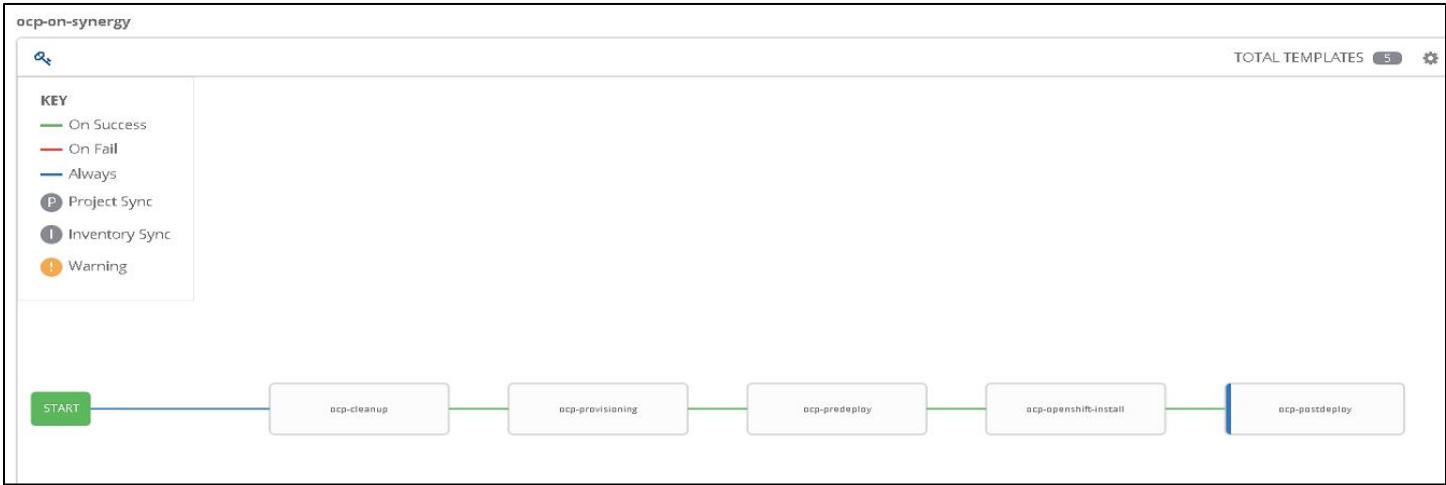 ocp-on-synergy
TOTAL TEMPLATES 5
KEY
On Success
On Fail
Always
P Project Sync
I Inventory Sync
! Warning
START ocp-cleanup ocp-provisioning ocp-predeploy ocp-openshift-install ocp-postdeploy